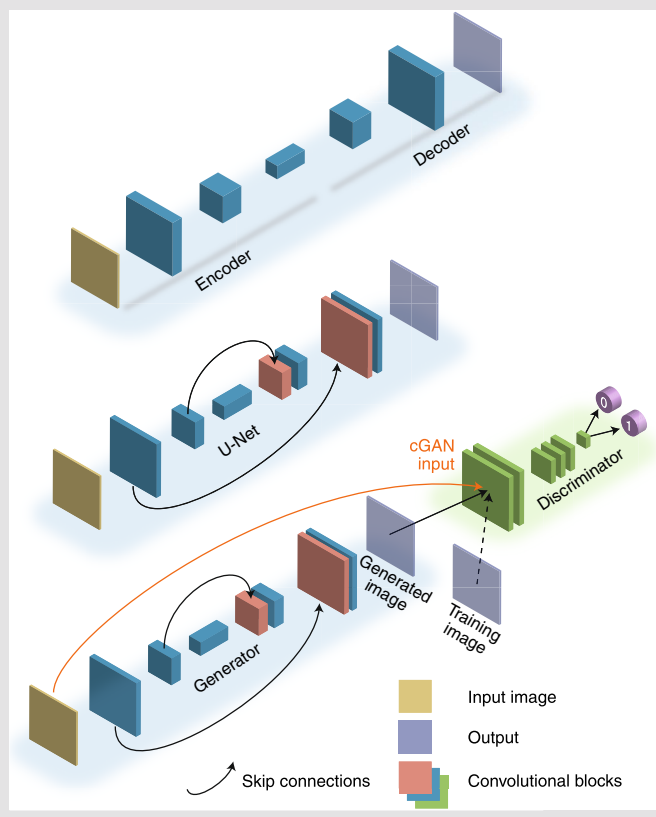 Decoder
Encoder
U-Net
0
1
cGAN
input
Discriminator
Generated
image
Training
image
Generator
Input image
Output
Skip connections
Convolutional blocks